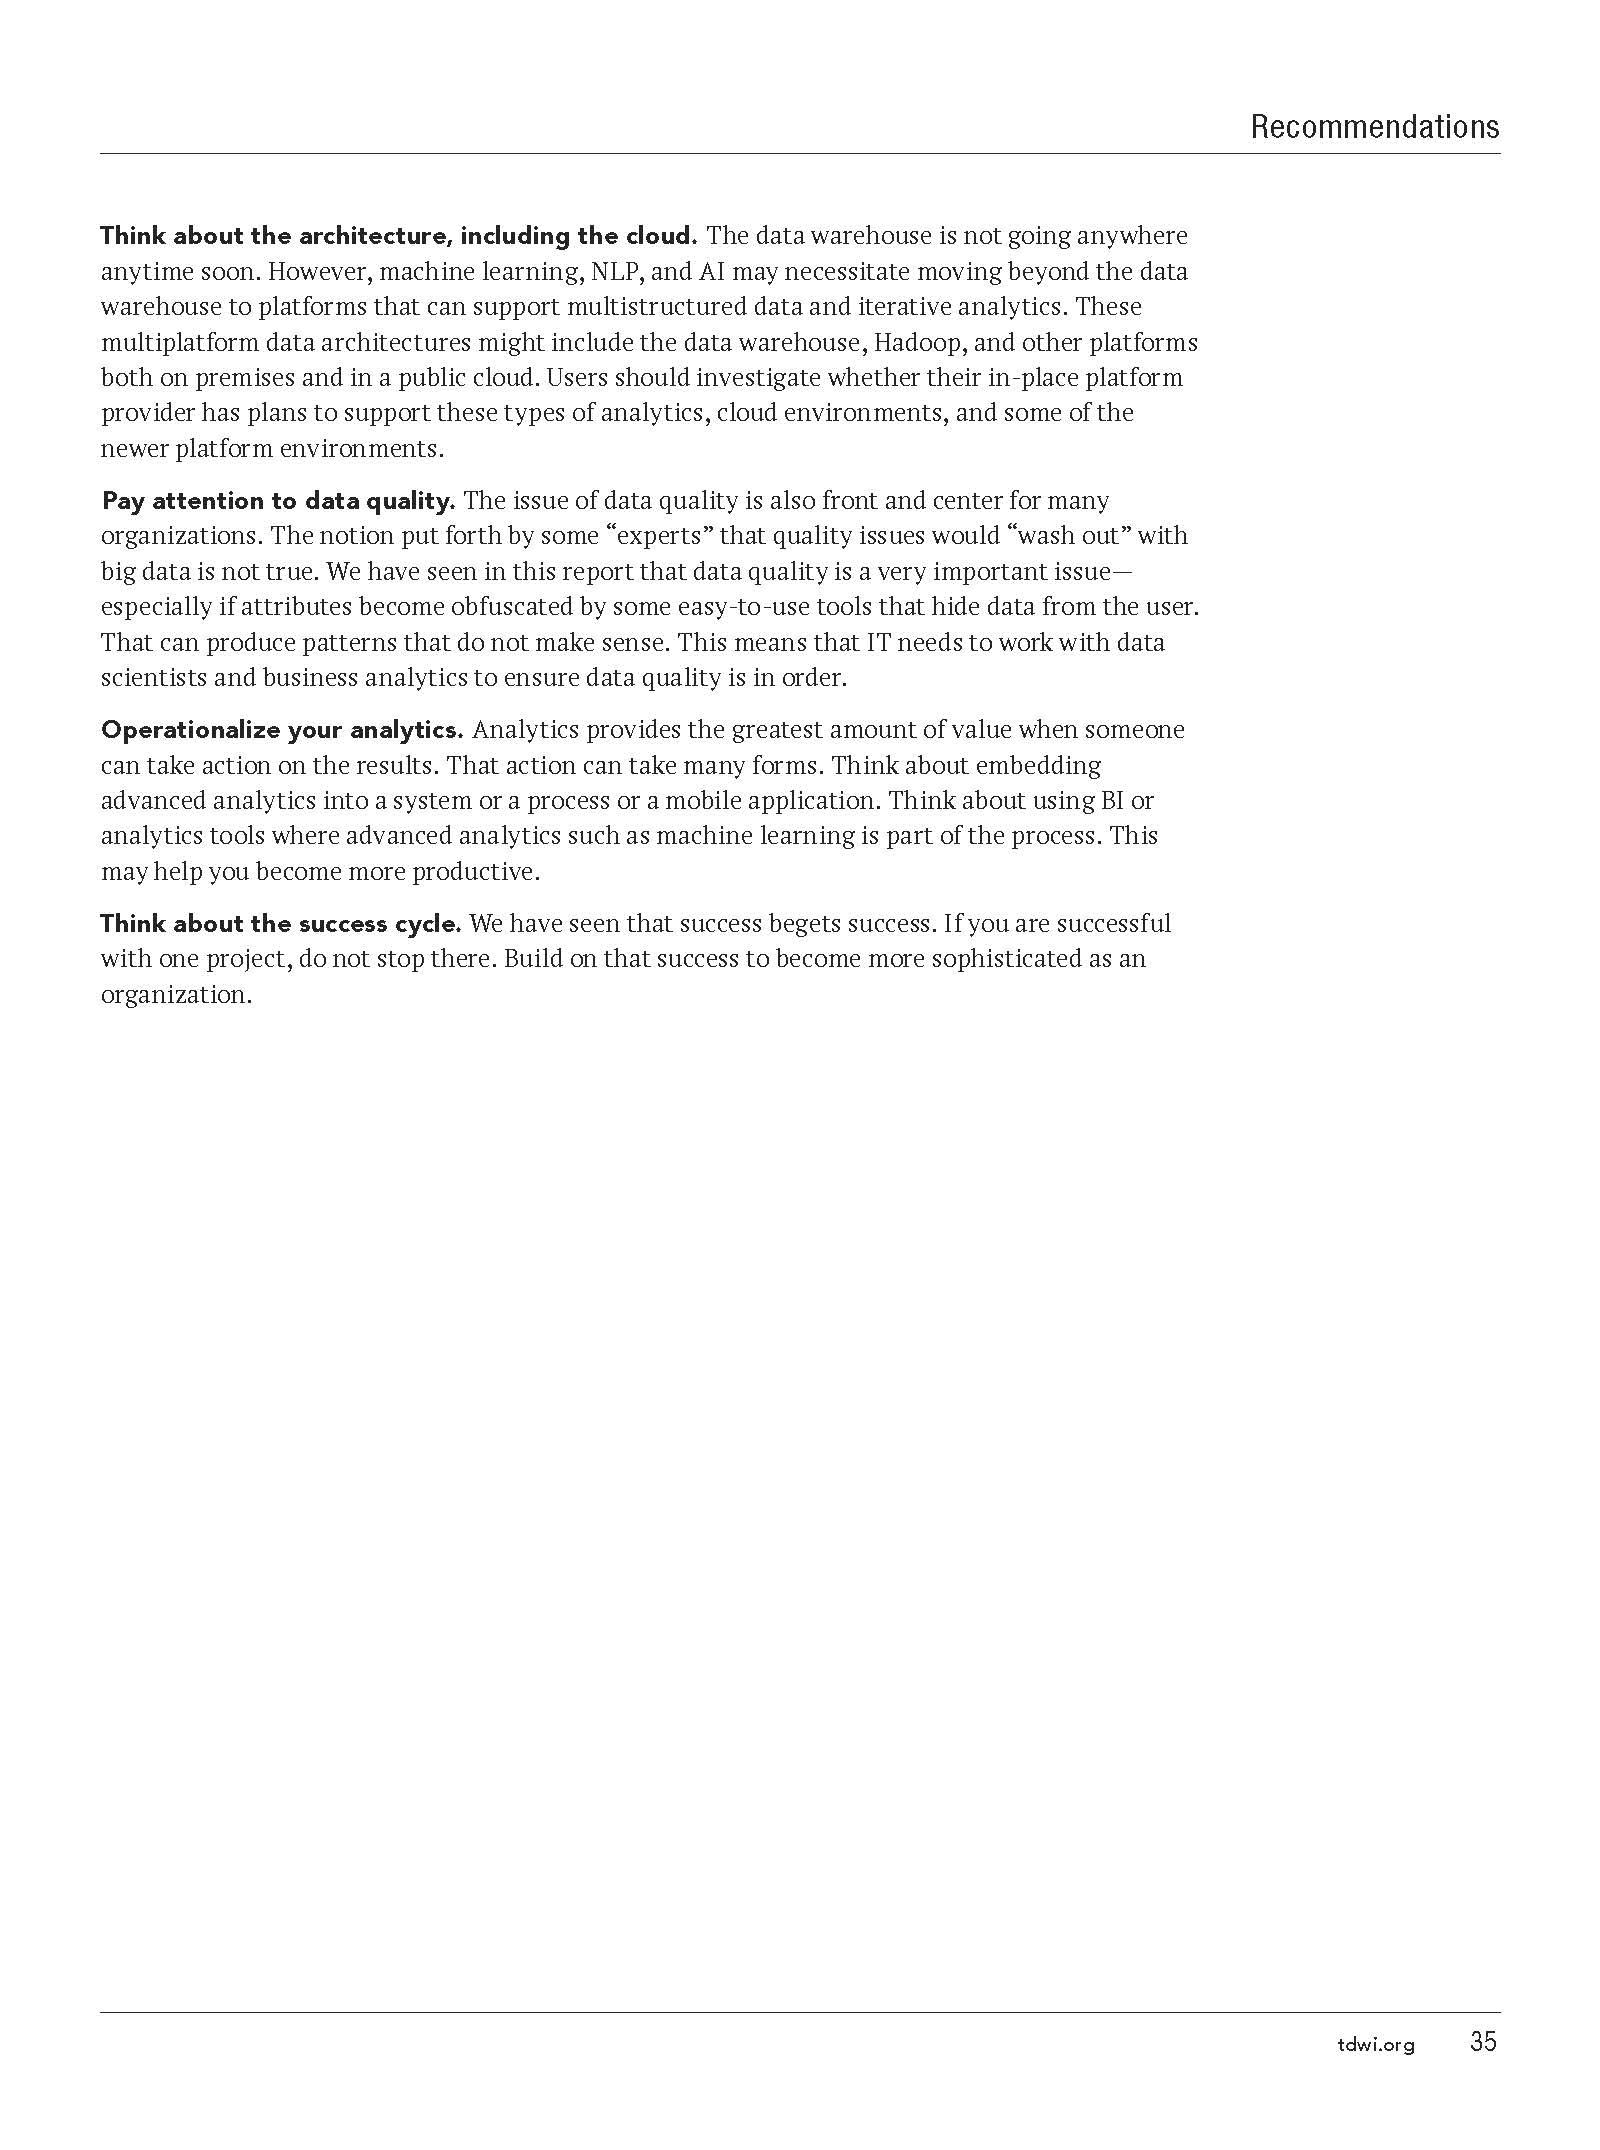 Recommendations
Think about the architecture, including the cloud. The data warehouse is not going anywhere
anytime soon. However, machine learning, NLP, and AI may necessitate moving beyond the data
warehouse to platforms that can support multistructured data and iterative analytics. These
multiplatform data architectures might include the data warehouse, Hadoop, and other platforms
both on premises and in a public cloud. Users should investigate whether their in-place platform
provider has plans to support these types of analytics, cloud environments, and some of the
newer platform environments.
Pay attention to data quality. The issue of data quality is also front and center for many
organizations. The notion put forth by some “experts” that quality issues would “wash out” with
big data is not true. We have seen in this report that data quality is a very important issue—
especially if attributes become obfuscated by some easy-to-use tools that hide data from the user.
That can produce patterns that do not make sense. This means that IT needs to work with data
scientists and business analytics to ensure data quality is in order.
Operationalize your analytics. Analytics provides the greatest amount of value when someone
can take action on the results. That action can take many forms. Think about embedding
advanced analytics into a system or a process or a mobile application. Think about using BI or
analytics tools where advanced analytics such as machine learning is part of the process. This
may help you become more productive.
Think about the success cycle. We have seen that success begets success. If you are successful
with one project, do not stop there. Build on that success to become more sophisticated as an
organization.
tdwi.org 35